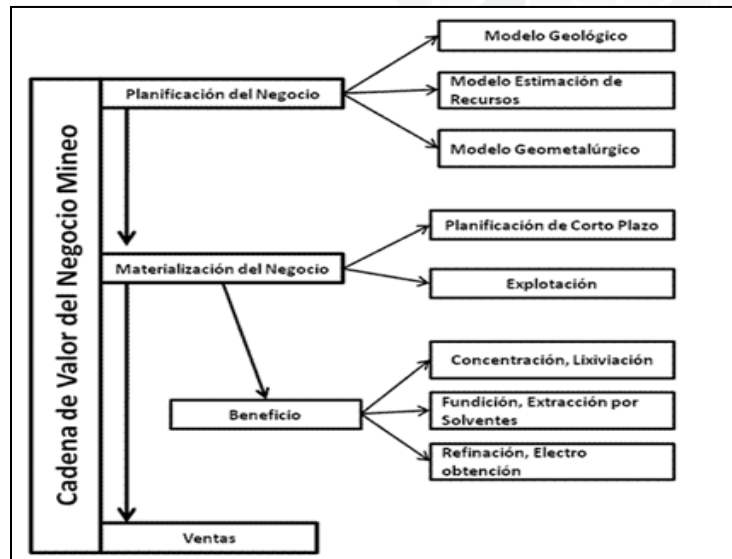 Cadena de Valor del Negocio Mineo
Planificación del Negocio
Modelo Geológico
Modelo Estimación de
Recursos
Modelo Geometalúrgico
Materialización del Negocio
Planificación de Corto Plazo
Explotación
Beneficio
Concentración, Lixiviación
Fundición, Extracción por
Solventes
Refinación, Electro
obtención
Ventas